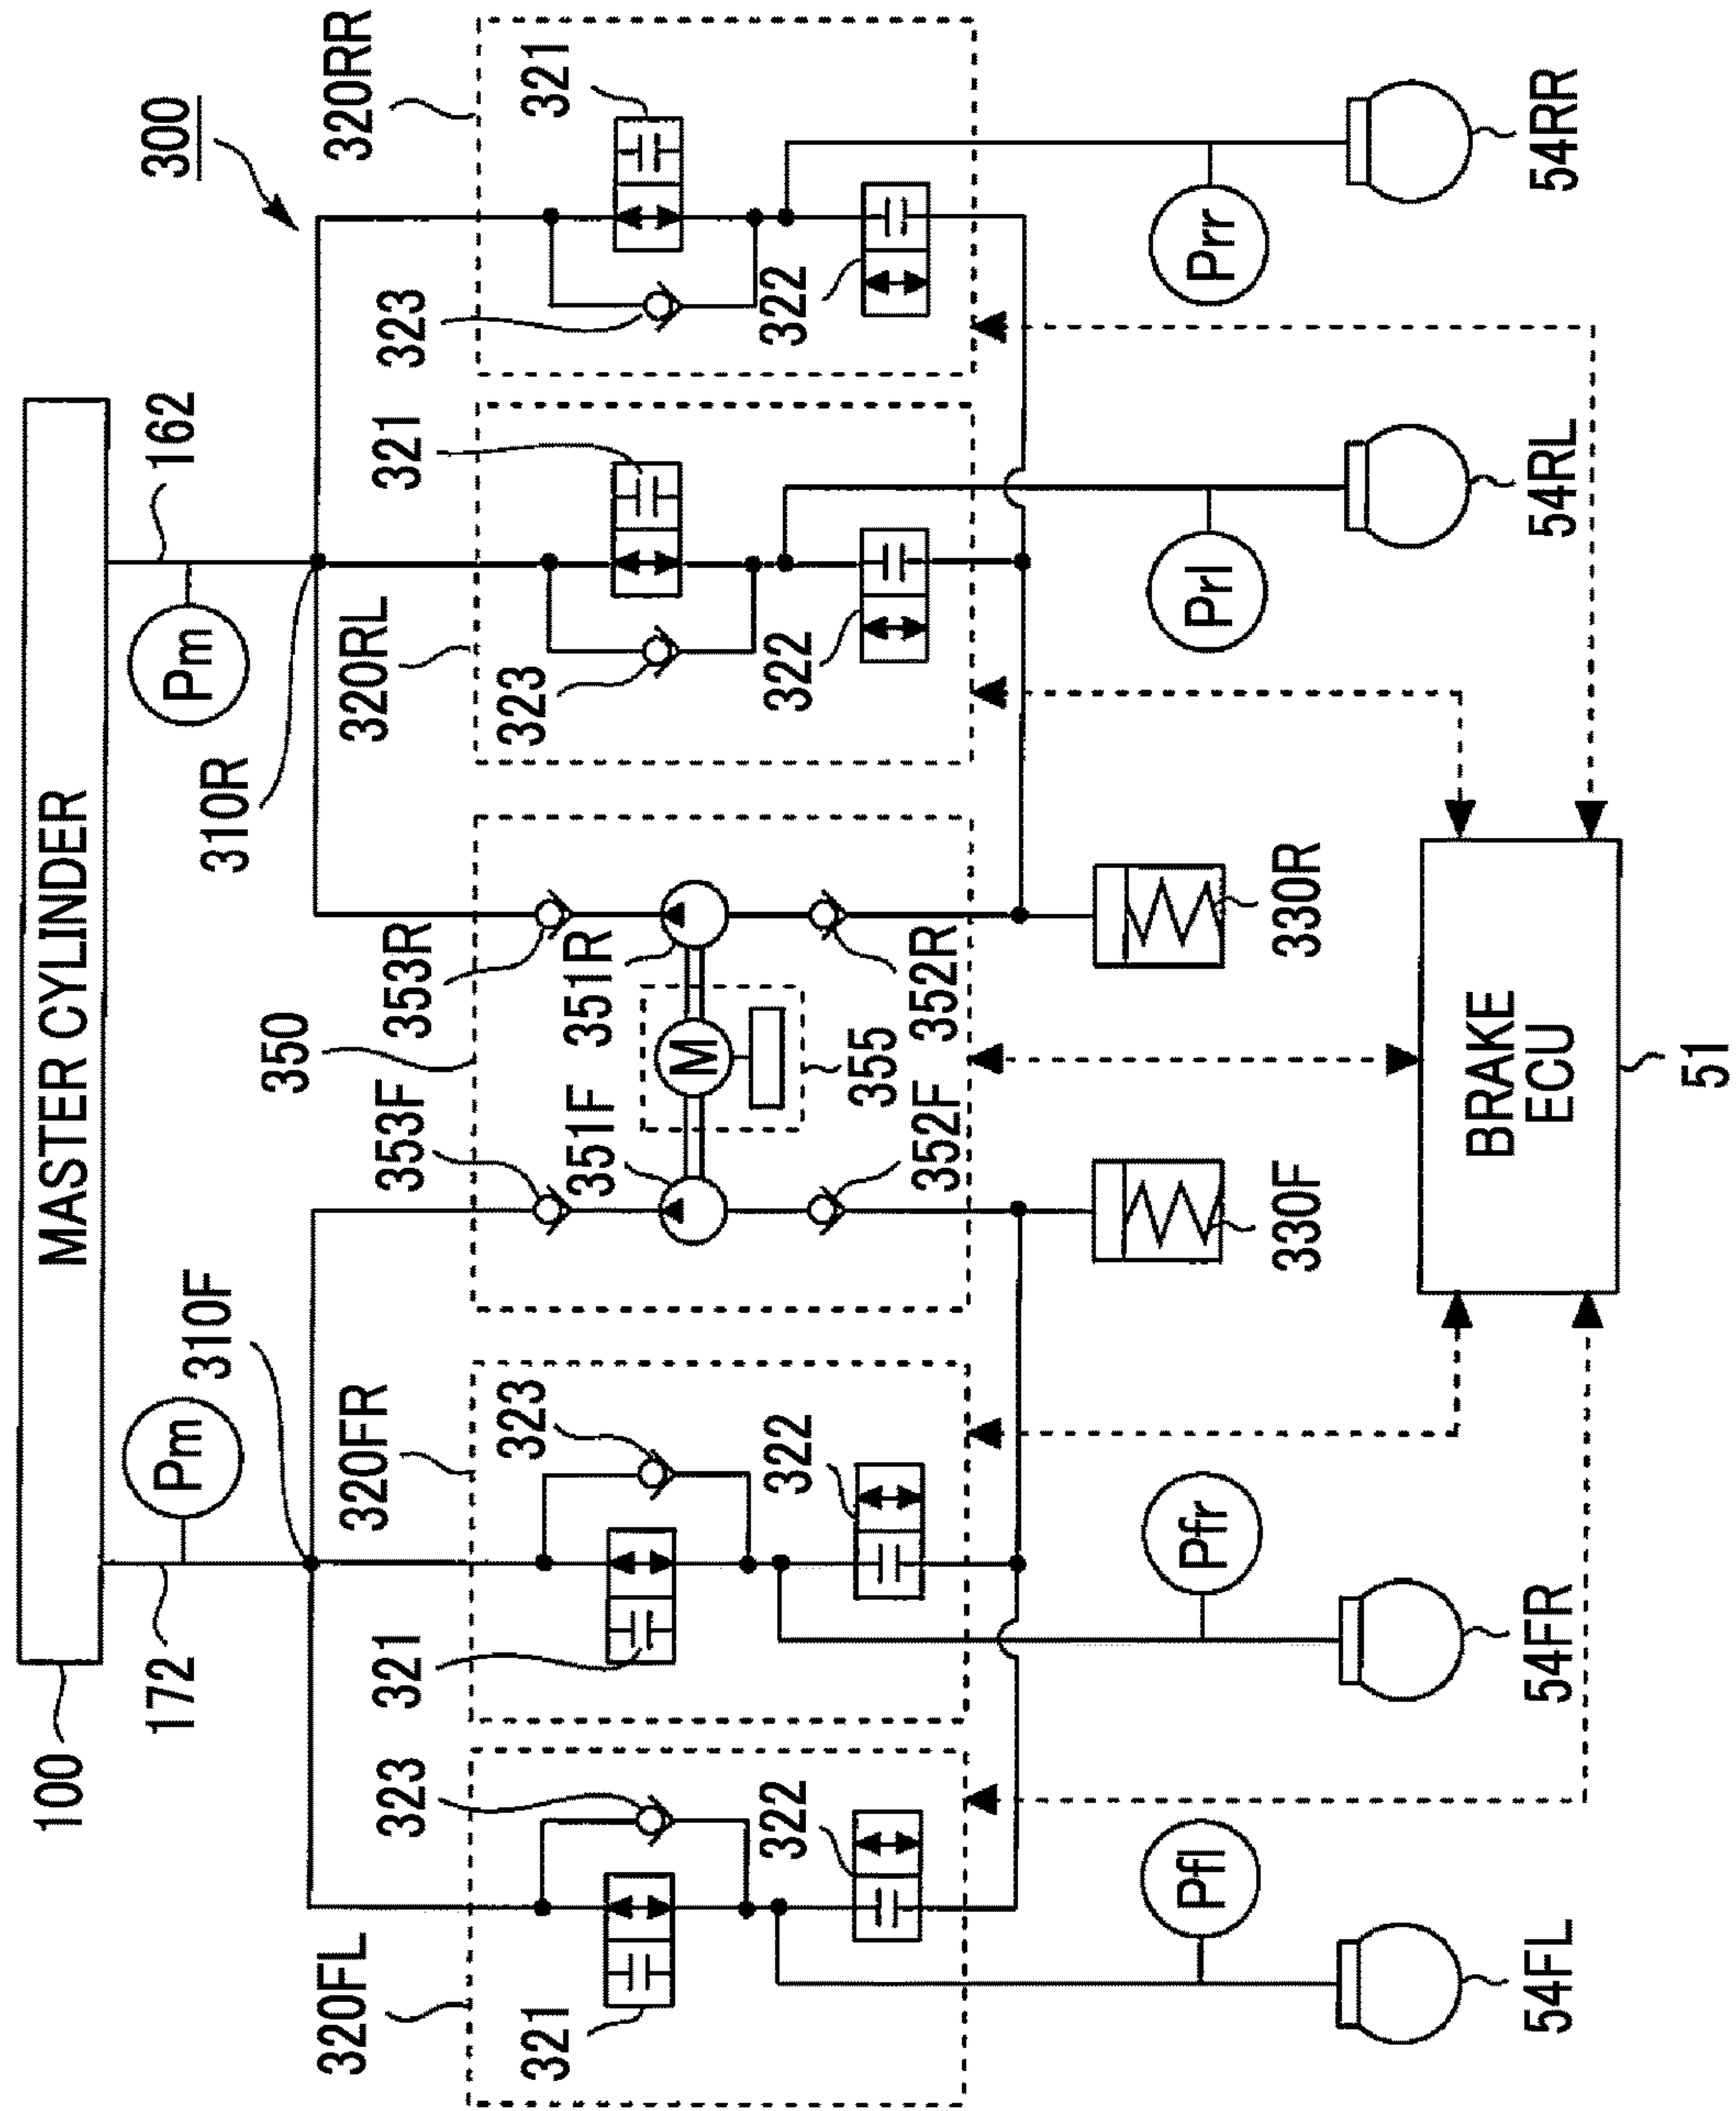 100
MASTER CYLINDER
172
Pm
Pm
162
300
310F
310R
350
320FL
320FR
320RL
320RR
323
321
353F
353R
321
323
321
323
323
321
351F
351R
M
322
322
322
322
355
352F
352R
Pfl
Pfr
Prl
Prr
330F
330R
BRAKE
ECU
54FL
54FR
54RL
54RR
51